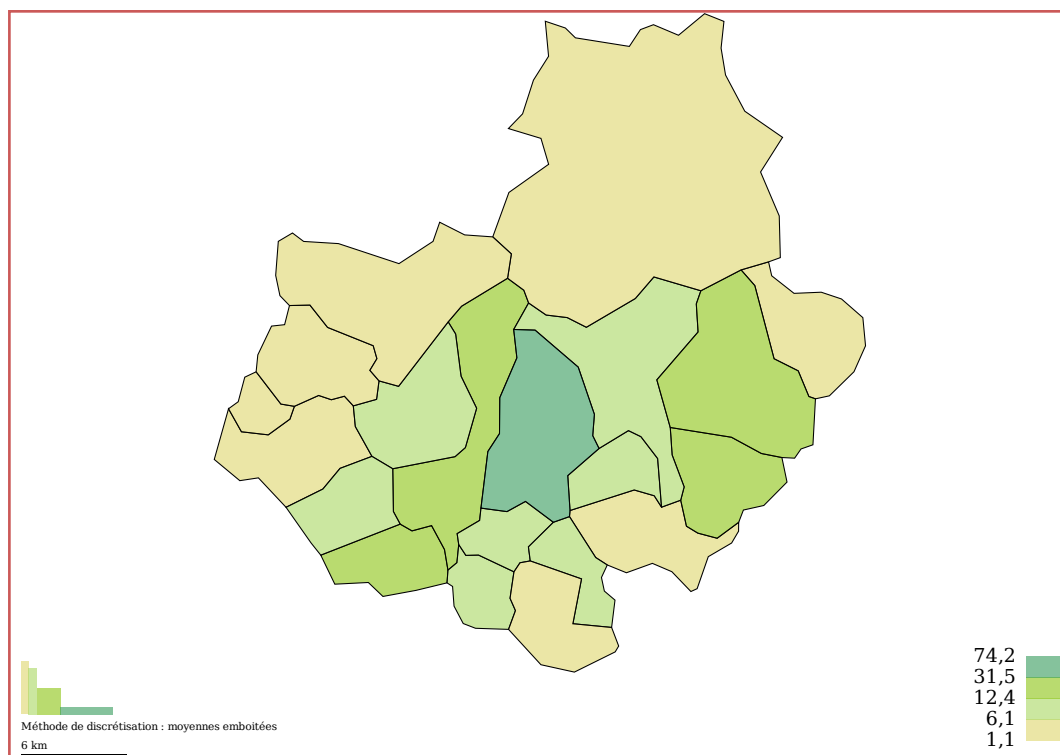 74,2
31,5
12,4
6,1
1,1
Méthode de discrétisation : moyennes emboitées
6 km